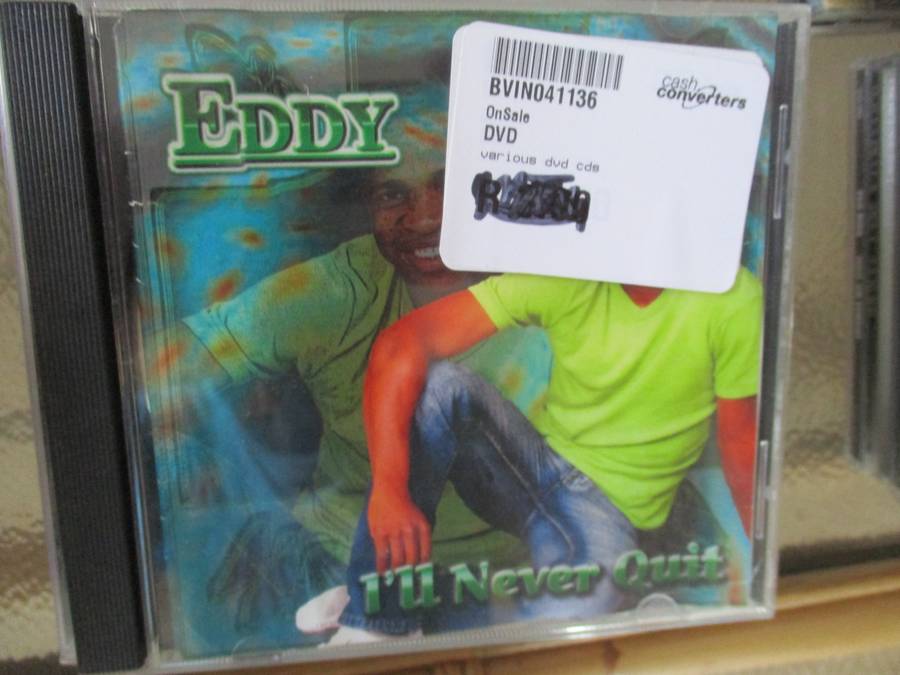 EDDY
BVIN041136
cash
converters
OnSale
DVD
various dvd cds
I'll Never Quit